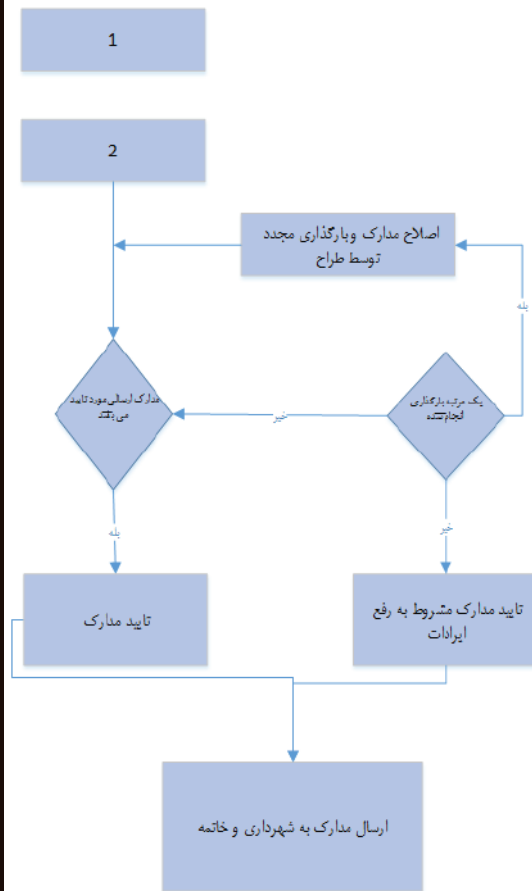 1
2
اصلاح مدارک وبارگذاری مجدد
توسط طراح
بله
مدارک ارسالی مورد تایید
می باشد
خیر
یک مرتبه بارگذاری
انجام شده
بله
خیر
تایید مدارک
تایید مدارک مشروط به رفع
ایرادات
ارسال مدارک به شهرداری و خاتمه